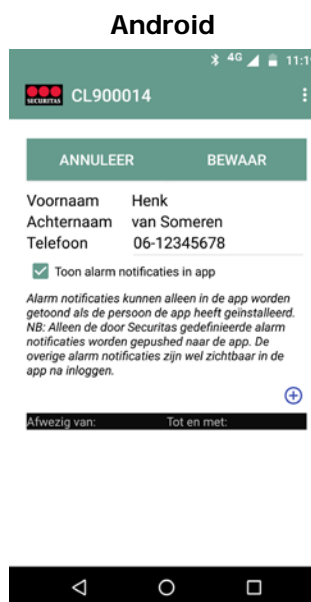 Android
4G 11:1
SECURITAS CL900014
ANNULEER BEWAAR
Voornaam Henk
Achternaam van Someren
Telefoon 06-12345678
Toon alarm notificaties in app
Alarm notificaties kunnen alleen in de app worden
getoond als de persoon de app heeft geïnstalleerd.
NB: Alleen de door Securitas gedefinieerde alarm
notificaties worden gepushed naar de app. De
overige alarm notificaties zijn wel zichtbaar in de
app na inloggen.
Afwezig van: Tot en met: